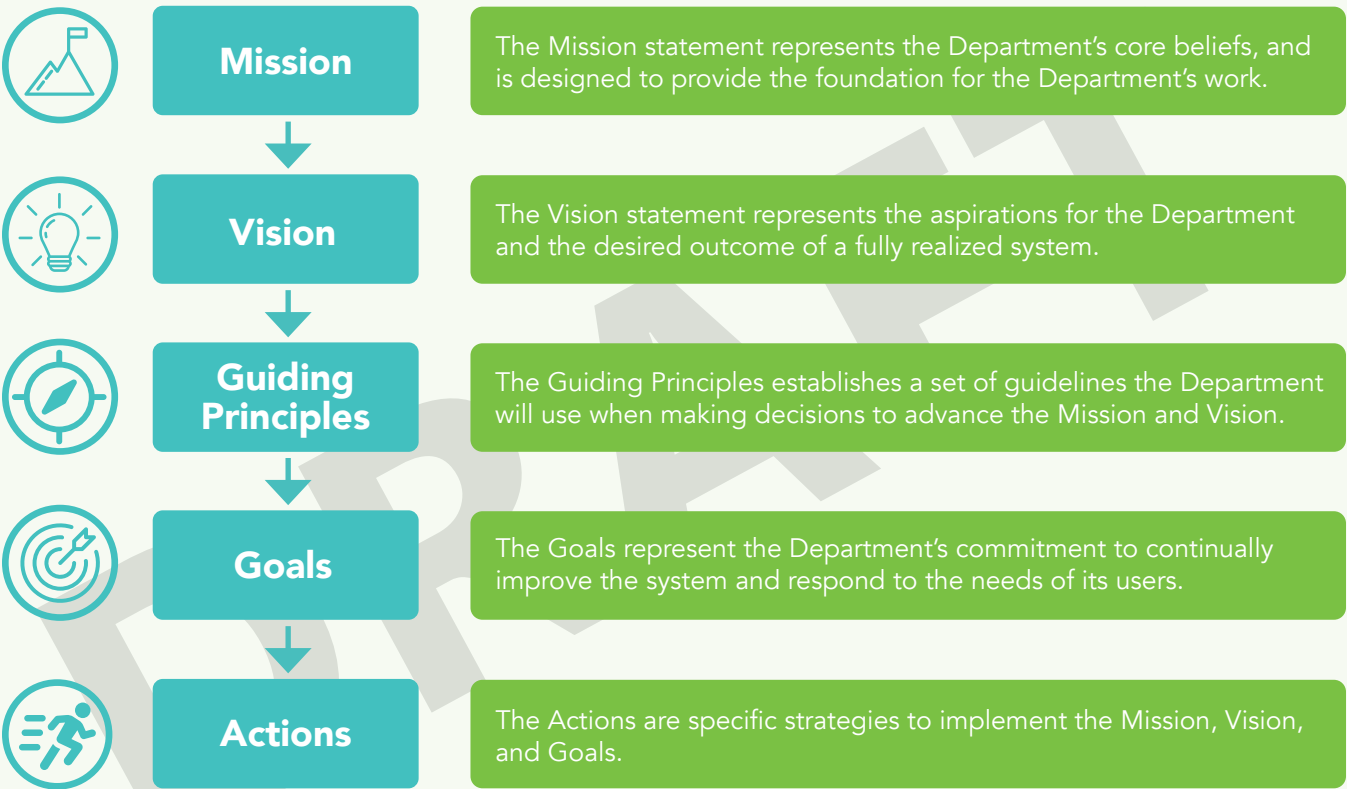 Mission
The Mission statement represents the Department’s core beliefs, and
is designed to provide the foundation for the Department’s work.
Vision
The Vision statement represents the aspirations for the Department
and the desired outcome of a fully realized system.
Guiding
Principles
The Guiding Principles establishes a set of guidelines the Department
will use when making decisions to advance the Mission and Vision.
Goals
The Goals represent the Department’s commitment to continually
improve the system and respond to the needs of its users.
Actions
The Actions are specific strategies to implement the Mission, Vision,
and Goals.
DRAFT